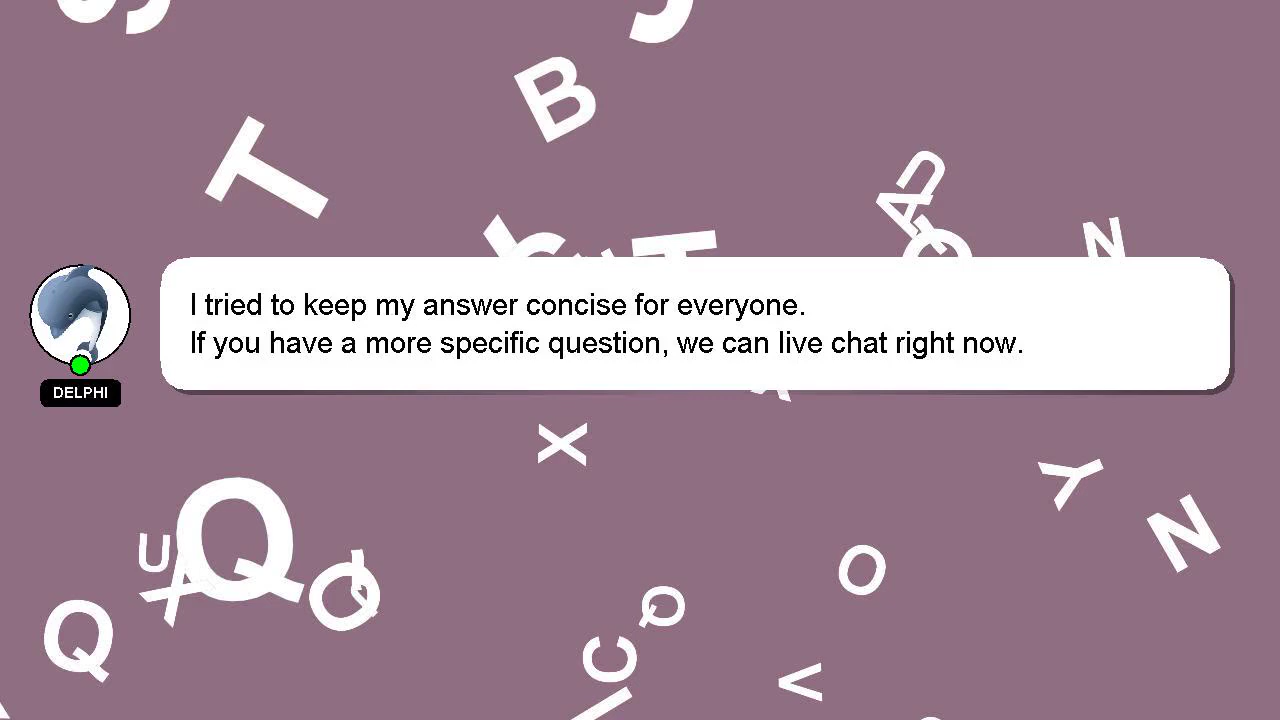 I tried to keep my answer concise for everyone.
If you have a more specific question, we can live chat right now.
DELPHI
T
B
U
A
Q
N
T
X
Y
N
Q
U
Q
O
Q
C
V